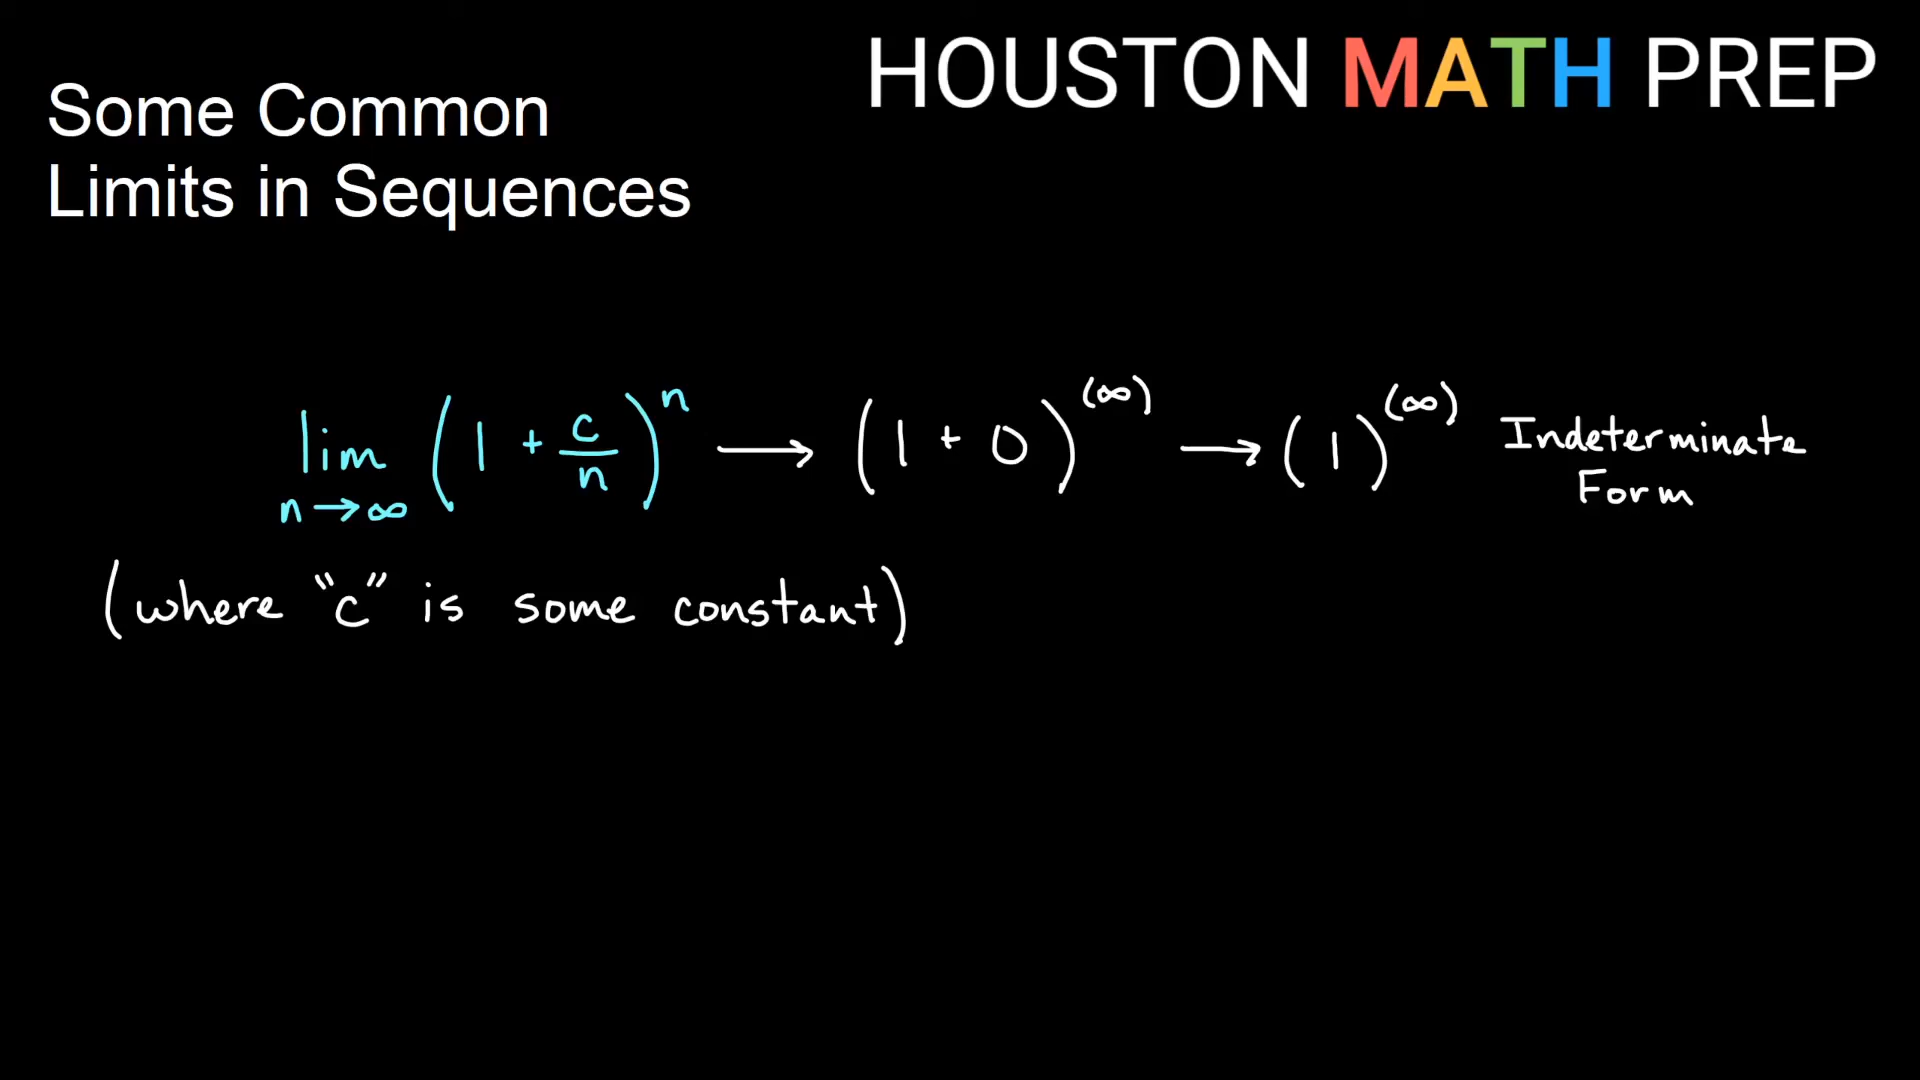 HOUSTON MATH PREP
Some Common
Limits in Sequences
lim n→∞ (1 + c/n)^n ⟶ (1 + 0)^(∞) ⟶ (1)^(∞) Indeterminate
Form
(where "c" is some constant)